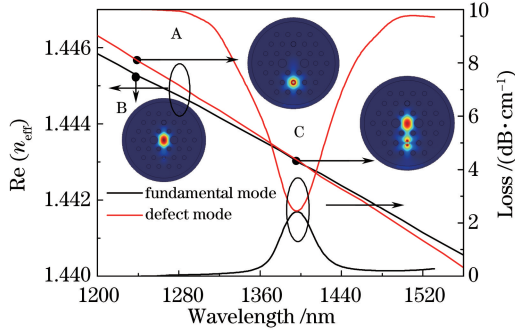 10
1.446
A
8
B
6
1.444
C
4
1.442
fundamental mode
defect mode
2
1.440
0
1200
1280
1360
1440
1520
Re (neff)
Loss /(dB·cm⁻¹)
Wavelength /nm